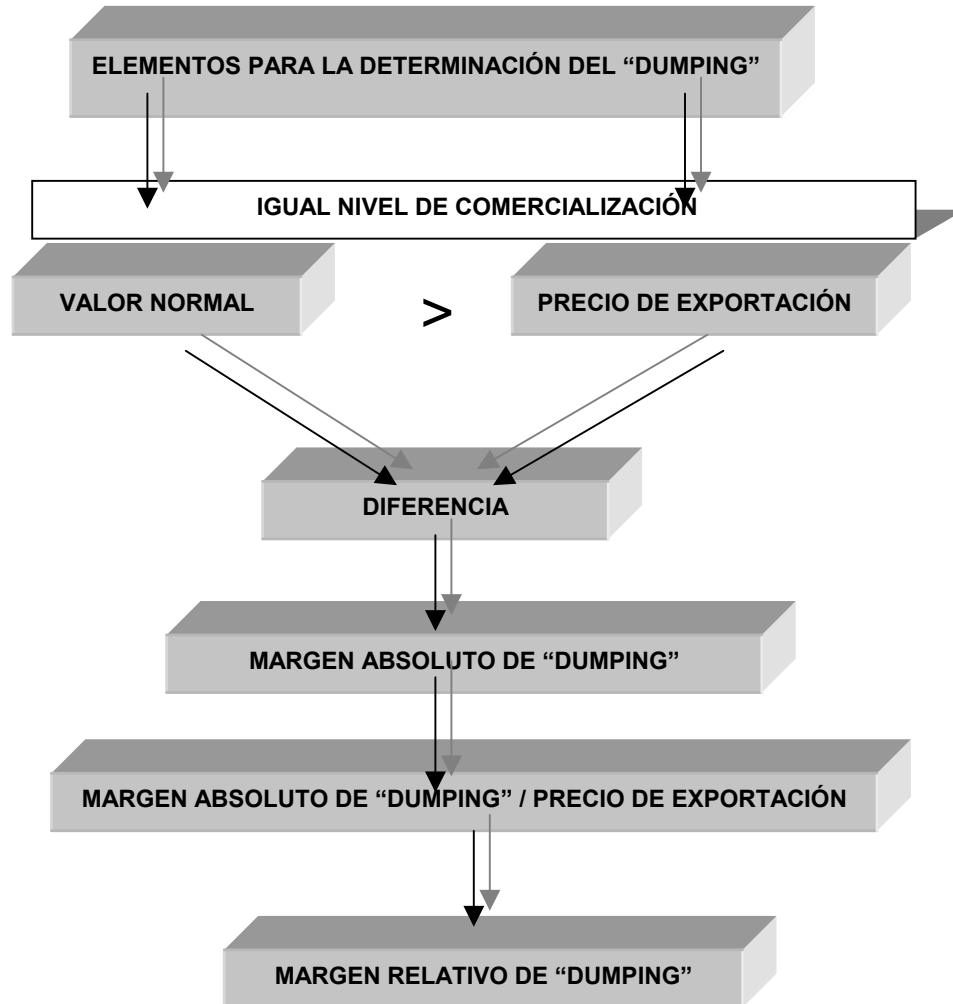 ELEMENTOS PARA LA DETERMINACIÓN DEL “DUMPING”
IGUAL NIVEL DE COMERCIALIZACIÓN
VALOR NORMAL
>
PRECIO DE EXPORTACIÓN
DIFERENCIA
MARGEN ABSOLUTO DE “DUMPING”
MARGEN ABSOLUTO DE “DUMPING” / PRECIO DE EXPORTACIÓN
MARGEN RELATIVO DE “DUMPING”